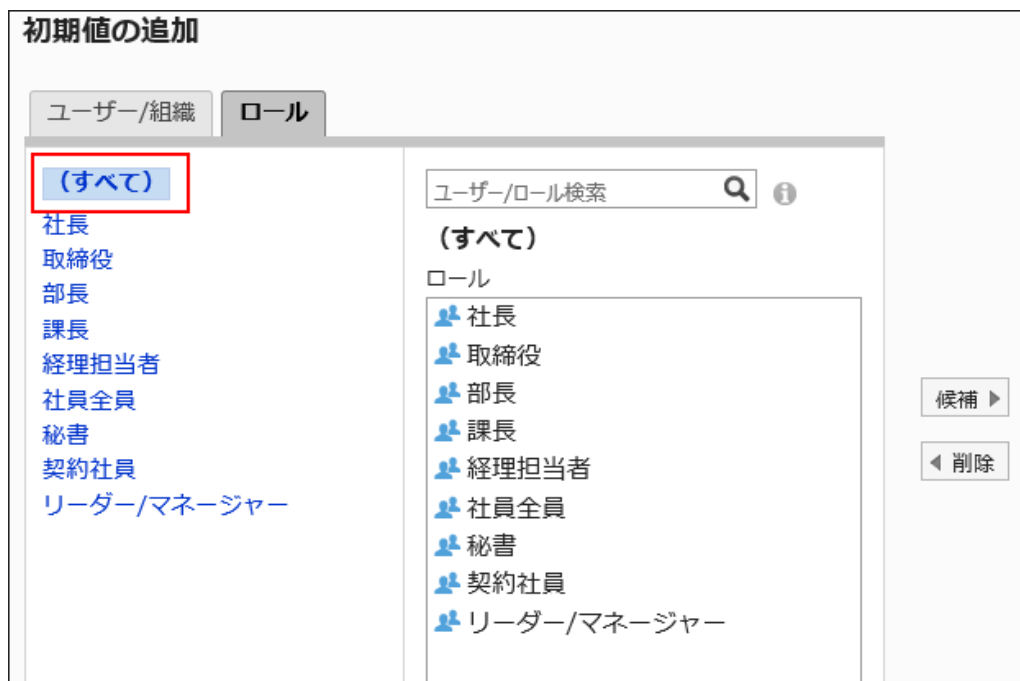 初期値の追加
ユーザー/組織
ロール
(すべて)
社長
取締役
部長
課長
経理担当者
社員全員
秘書
契約社員
リーダー/マネージャー
ユーザー/ロール検索
(すべて)
ロール
社長
取締役
部長
課長
経理担当者
社員全員
秘書
契約社員
リーダー/マネージャー
候補
削除